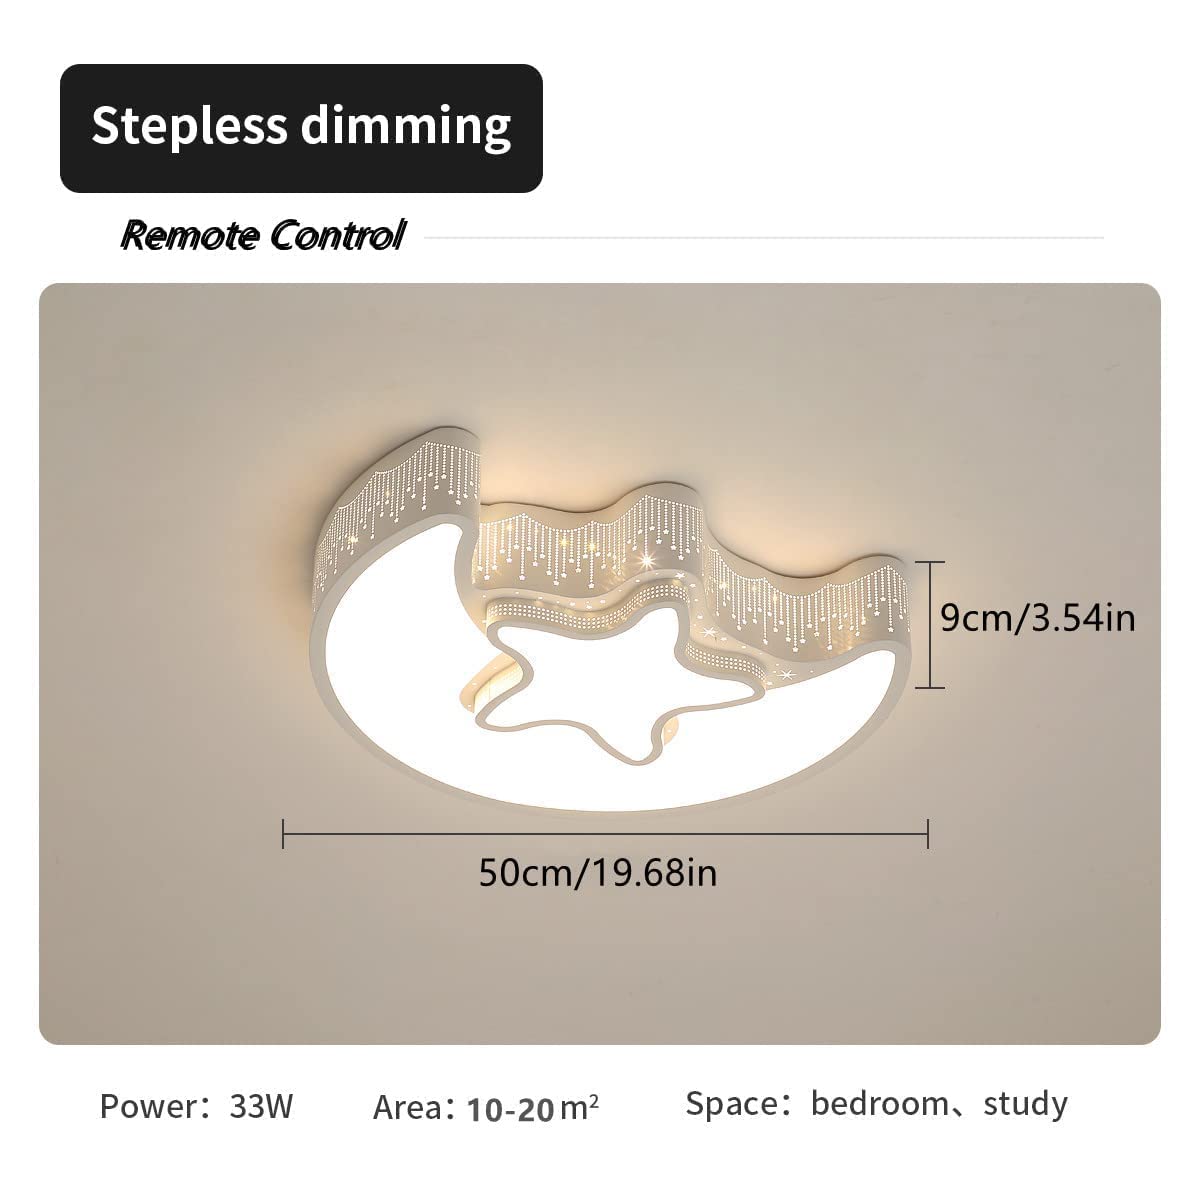 Stepless dimming
Remote Control
9cm/3.54in
50cm/19.68in
Power：33W
Area：10-20 m²
Space：bedroom、study